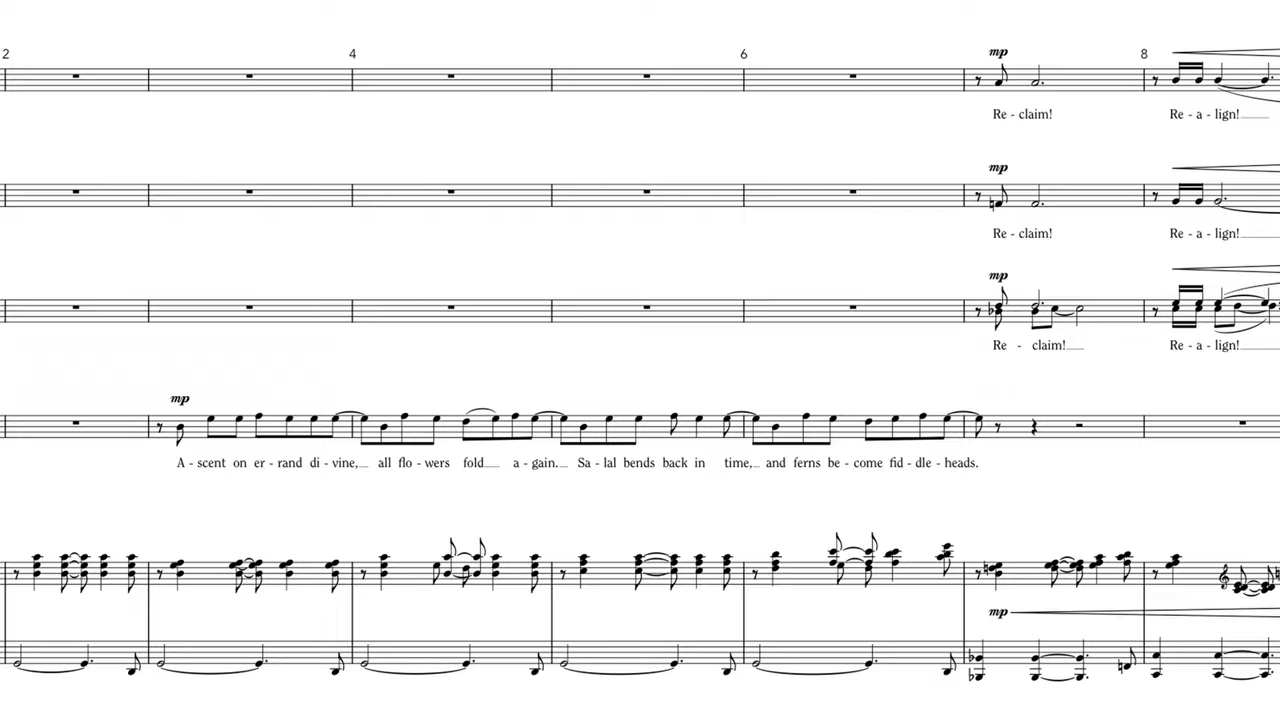 2 4 6 8
mp
Re - claim! Re - a - lign!
mp
Re - claim! Re - a - lign!
mp
Re - claim! Re - a - lign!
mp
A - scent on er - rand di - vine, all flo - wers fold a - gain. Sa - lal bends back in time, and ferns be - come fid - dle - heads.
mp